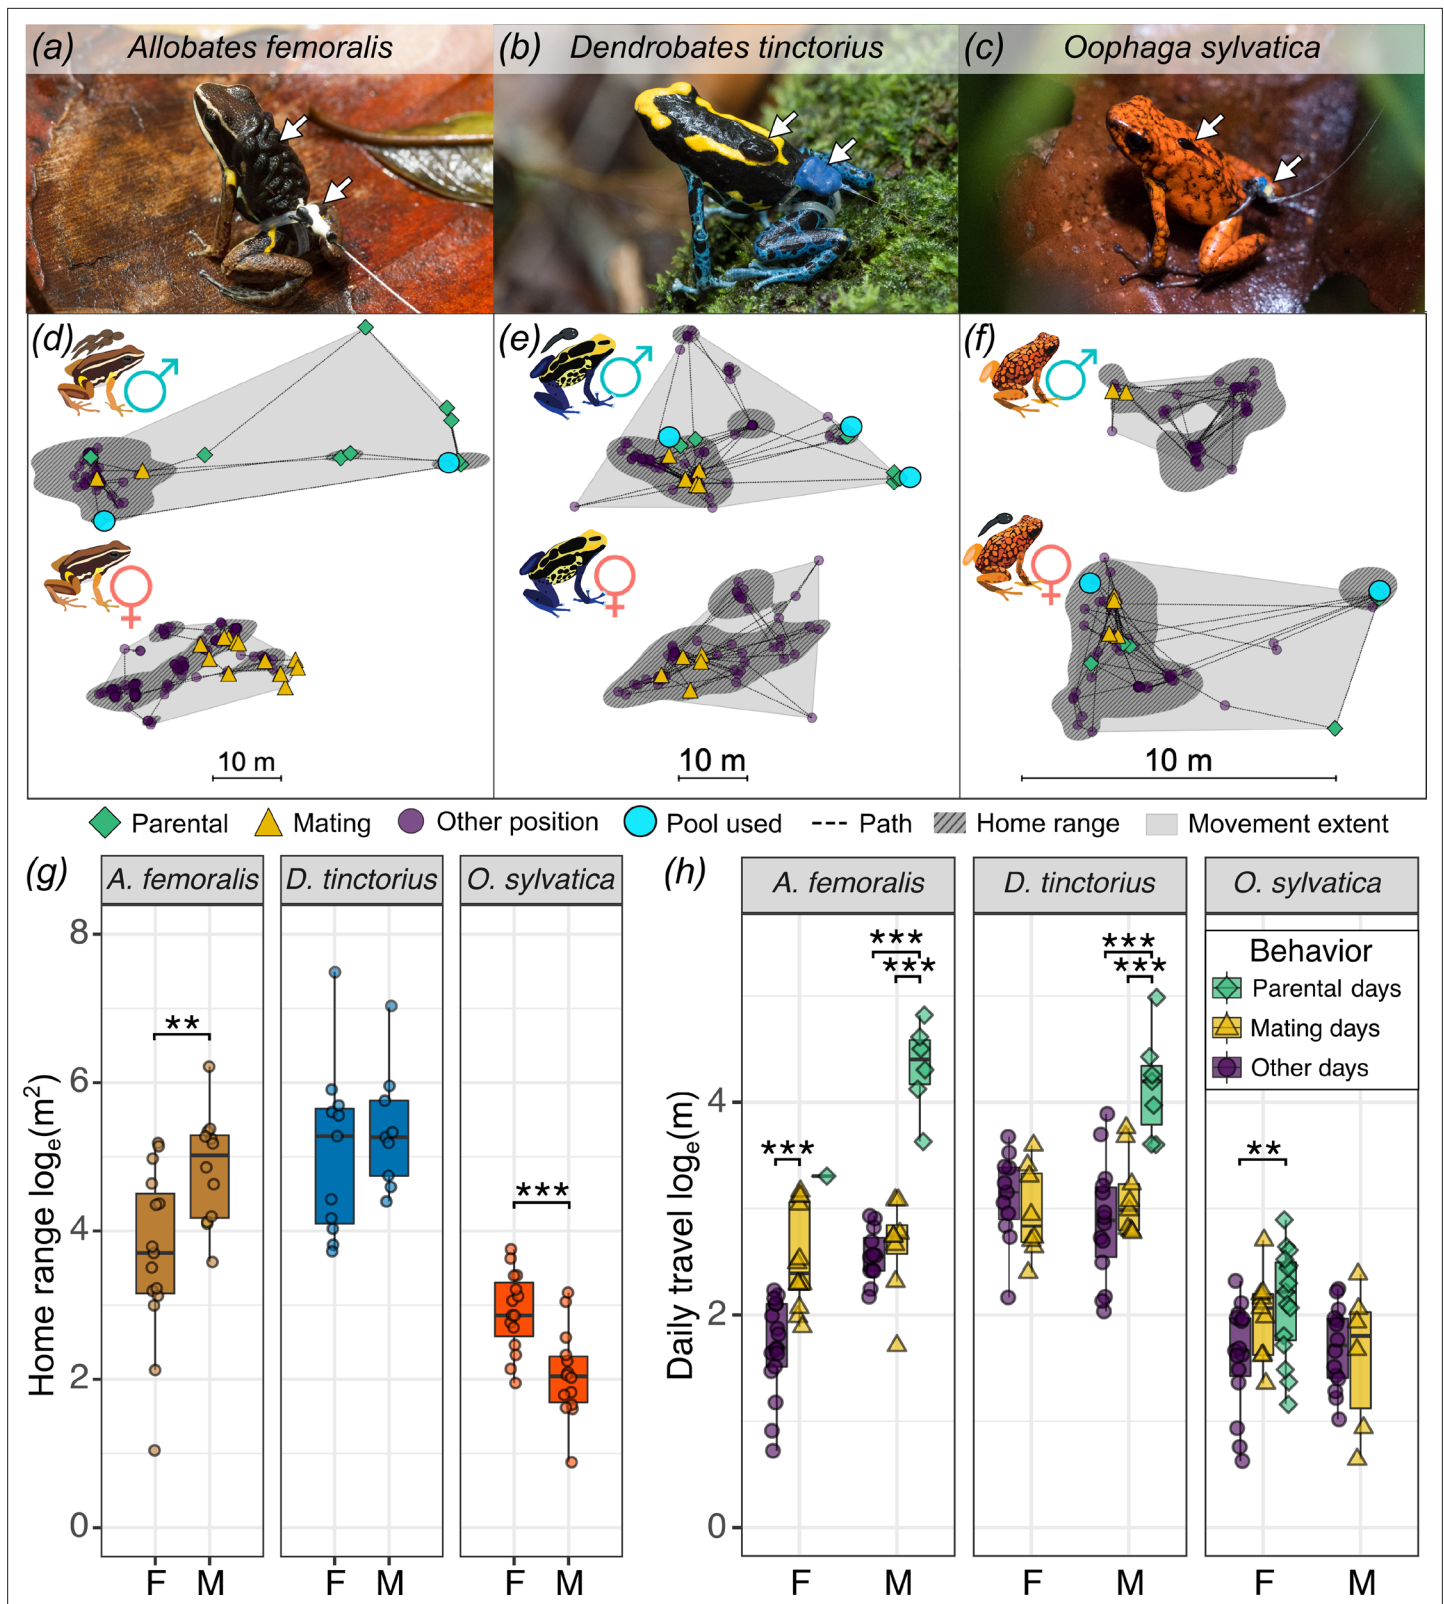 (a) Allobates femoralis
(b) Dendrobates tinctorius
(c) Oophaga sylvatica
(d)
(e)
(f)
10 m
10 m
10 m
Parental
Mating
Other position
Pool used
Path
Home range
Movement extent
(g)
A. femoralis
D. tinctorius
O. sylvatica
Home range logₑ(m²)
8
6
4
2
0
**
***
F M
F M
F M
(h)
A. femoralis
D. tinctorius
O. sylvatica
Daily travel logₑ(m)
4
2
0
***
***
***
***
***
**
Behavior
Parental days
Mating days
Other days
F M
F M
F M